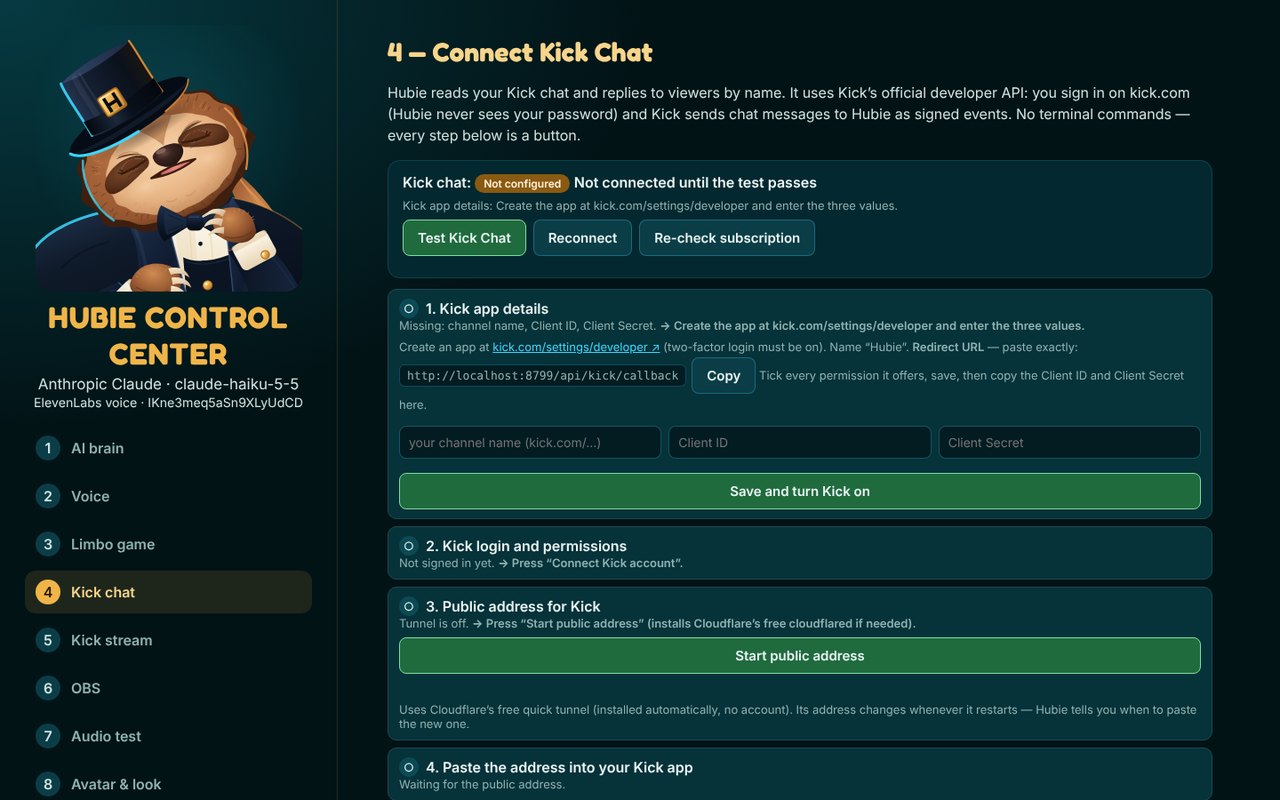 H
HUBIE CONTROL
CENTER
Anthropic Claude · claude-haiku-5-5
ElevenLabs voice · IKne3meq5aSn9XLyUdCD
1 AI brain
2 Voice
3 Limbo game
4 Kick chat
5 Kick stream
6 OBS
7 Audio test
8 Avatar & look
4 — Connect Kick Chat
Hubie reads your Kick chat and replies to viewers by name. It uses Kick’s official developer API: you sign in on kick.com
(Hubie never sees your password) and Kick sends chat messages to Hubie as signed events. No terminal commands —
every step below is a button.
Kick chat: Not configured Not connected until the test passes
Kick app details: Create the app at kick.com/settings/developer and enter the three values.
Test Kick Chat Reconnect Re-check subscription
1. Kick app details
Missing: channel name, Client ID, Client Secret. → Create the app at kick.com/settings/developer and enter the three values.
Create an app at kick.com/settings/developer ↗ (two-factor login must be on). Name “Hubie”. Redirect URL — paste exactly:
http://localhost:8799/api/kick/callback Copy Tick every permission it offers, save, then copy the Client ID and Client Secret
here.
your channel name (kick.com/...) Client ID Client Secret
Save and turn Kick on
2. Kick login and permissions
Not signed in yet. → Press “Connect Kick account”.
3. Public address for Kick
Tunnel is off. → Press “Start public address” (installs Cloudflare’s free cloudflared if needed).
Start public address
Uses Cloudflare’s free quick tunnel (installed automatically, no account). Its address changes whenever it restarts — Hubie tells you when to paste
the new one.
4. Paste the address into your Kick app
Waiting for the public address.